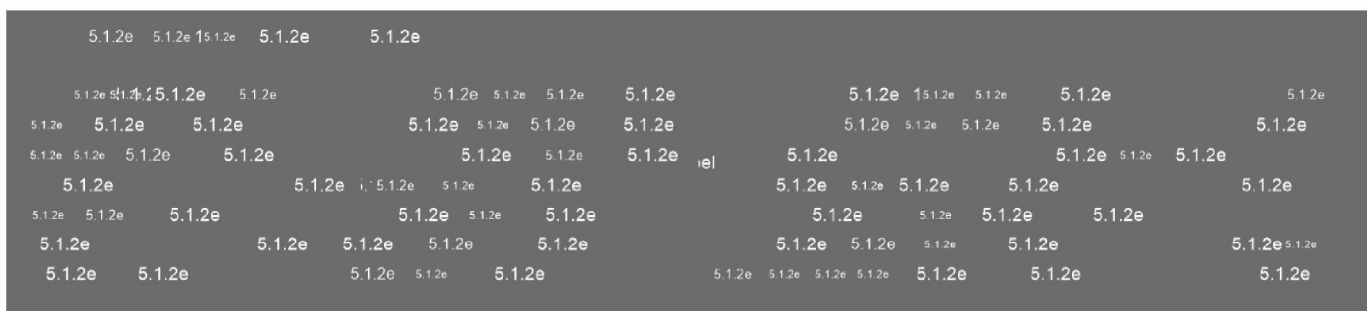 5.1.2e 5.1.2e 1 5.1.2e 5.1.2e 5.1.2e
5.1.2e 5.1.2e 5.1.2e 5.1.2e 5.1.2e 5.1.2e 5.1.2e 5.1.2e 5.1.2e 5.1.2e 5.1.2e 5.1.2e 5.1.2e
5.1.2e 5.1.2e 5.1.2e 5.1.2e 5.1.2e 5.1.2e 5.1.2e 5.1.2e 5.1.2e 5.1.2e 5.1.2e 5.1.2e
5.1.2e 5.1.2e 5.1.2e 5.1.2e 5.1.2e 5.1.2e 5.1.2e el 5.1.2e 5.1.2e 5.1.2e 5.1.2e
5.1.2e 5.1.2e 5.1.2e 5.1.2e 5.1.2e 5.1.2e 5.1.2e 5.1.2e 5.1.2e 5.1.2e
5.1.2e 5.1.2e 5.1.2e 5.1.2e 5.1.2e 5.1.2e 5.1.2e 5.1.2e 5.1.2e 5.1.2e
5.1.2e 5.1.2e 5.1.2e 5.1.2e 5.1.2e 5.1.2e 5.1.2e 5.1.2e 5.1.2e 5.1.2e 5.1.2e
5.1.2e 5.1.2e 5.1.2e 5.1.2e 5.1.2e 5.1.2e 5.1.2e 5.1.2e 5.1.2e 5.1.2e 5.1.2e 5.1.2e